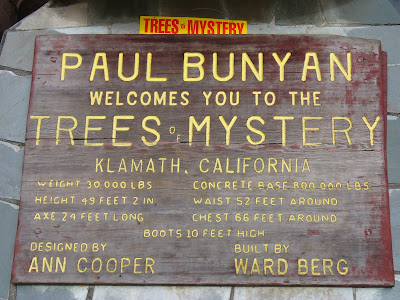 TREES OF MYSTERY
PAUL BUNYAN
WELCOMES YOU TO THE
TREES OF MYSTERY
KLAMATH, CALIFORNIA
WEIGHT 30,000 LBS CONCRETE BASE 800,000 LBS
HEIGHT 49 FEET 2 IN WAIST 52 FEET AROUND
AXE 24 FEET LONG CHEST 66 FEET AROUND
BOOTS 10 FEET HIGH
DESIGNED BY BUILT BY
ANN COOPER WARD BERG